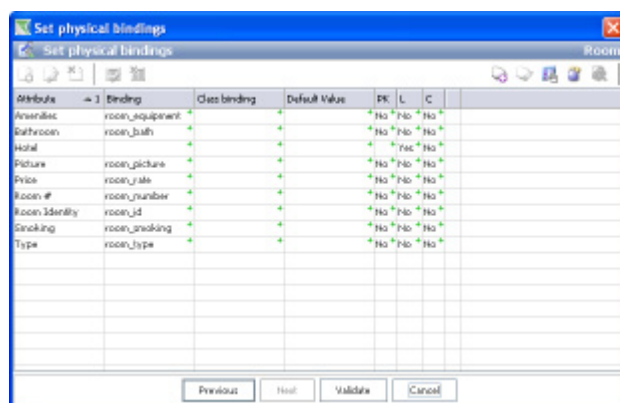 Set physical bindings
Set physical bindings Room
Attribute 1 Binding Class binding Default Value PK L C
Amenities room_equipment No No No
Bathroom room_bath No No No
Hotel Yes No
Picture room_picture No No No
Price room_rate No No No
Room # room_number No No No
Room Identity room_id No No No
Smoking room_smoking No No No
Type room_type No No No
Previous Next Validate Cancel